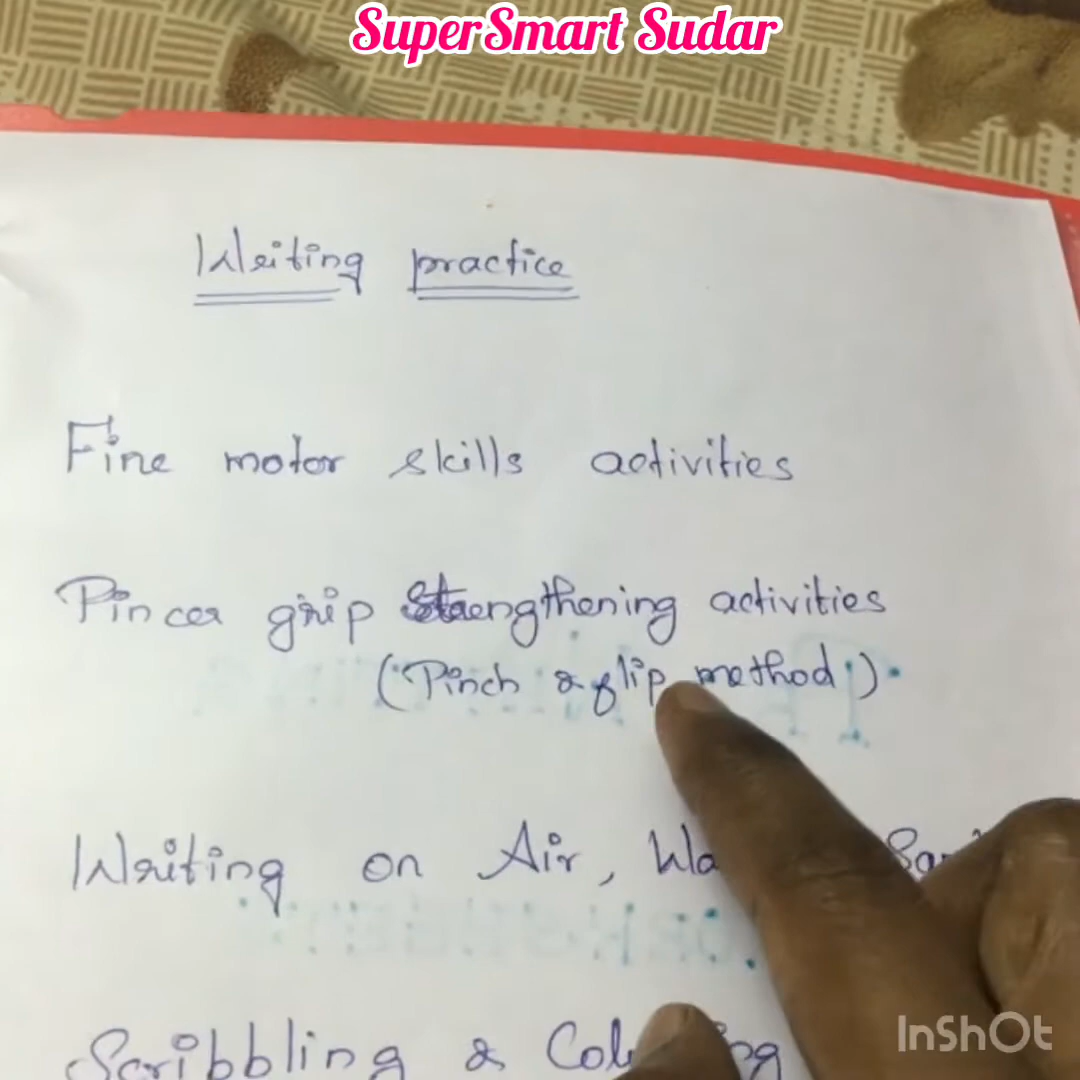 SuperSmart Sudar
Writing practice
Fine motor skills activities
Pincer grip Strengthening activities
(Pinch & flip method)
Writing on Air,
Scribbling &
InShOt